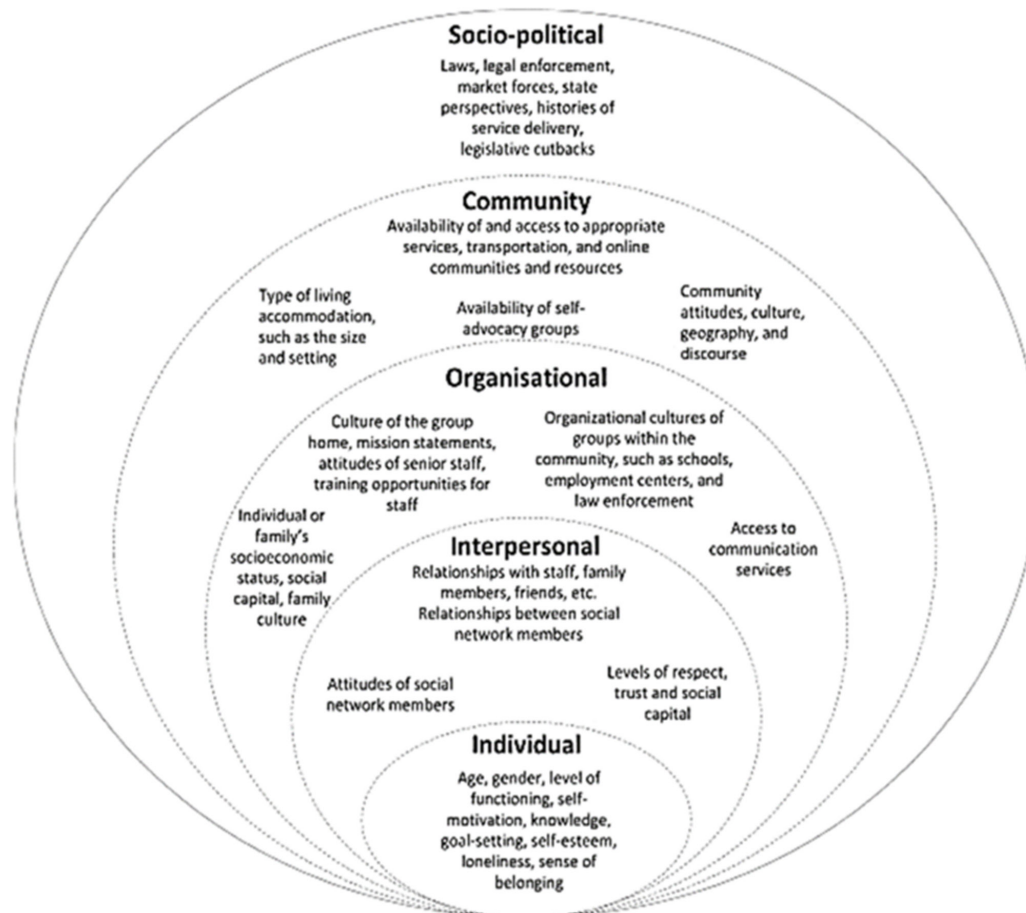 Socio-political
Laws, legal enforcement,
market forces, state
perspectives, histories of
service delivery,
legislative cutbacks
Community
Availability of and access to appropriate
services, transportation, and online
communities and resources
Type of living
accommodation,
such as the size
and setting
Availability of self-
advocacy groups
Community
attitudes, culture,
geography, and
discourse
Organisational
Culture of the group
home, mission statements,
attitudes of senior staff,
training opportunities for
staff
Organizational cultures of
groups within the
community, such as schools,
employment centers, and
law enforcement
Individual or
family's
socioeconomic
status, social
capital, family
culture
Access to
communication
services
Interpersonal
Relationships with staff, family
members, friends, etc.
Relationships between social
network members
Attitudes of social
network members
Levels of respect,
trust and social
capital
Individual
Age, gender, level of
functioning, self-
motivation, knowledge,
goal-setting, self-esteem,
loneliness, sense of
belonging